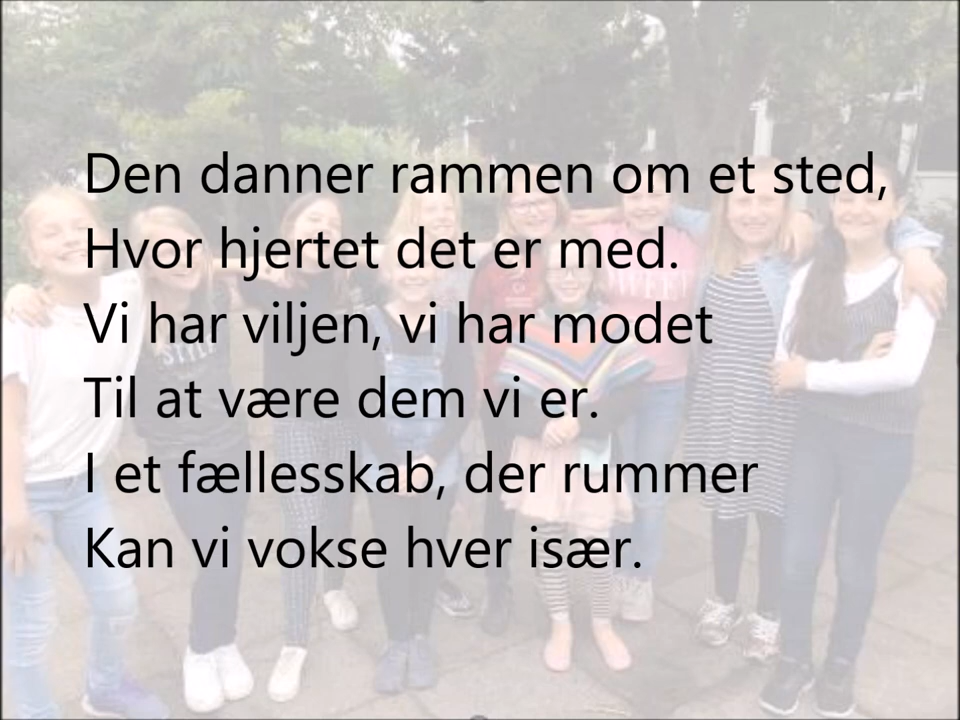 Den danner rammen om et sted,
Hvor hjertet det er med.
Vi har viljen, vi har modet
Til at være dem vi er.
I et fællesskab, der rummer
Kan vi vokse hver især.